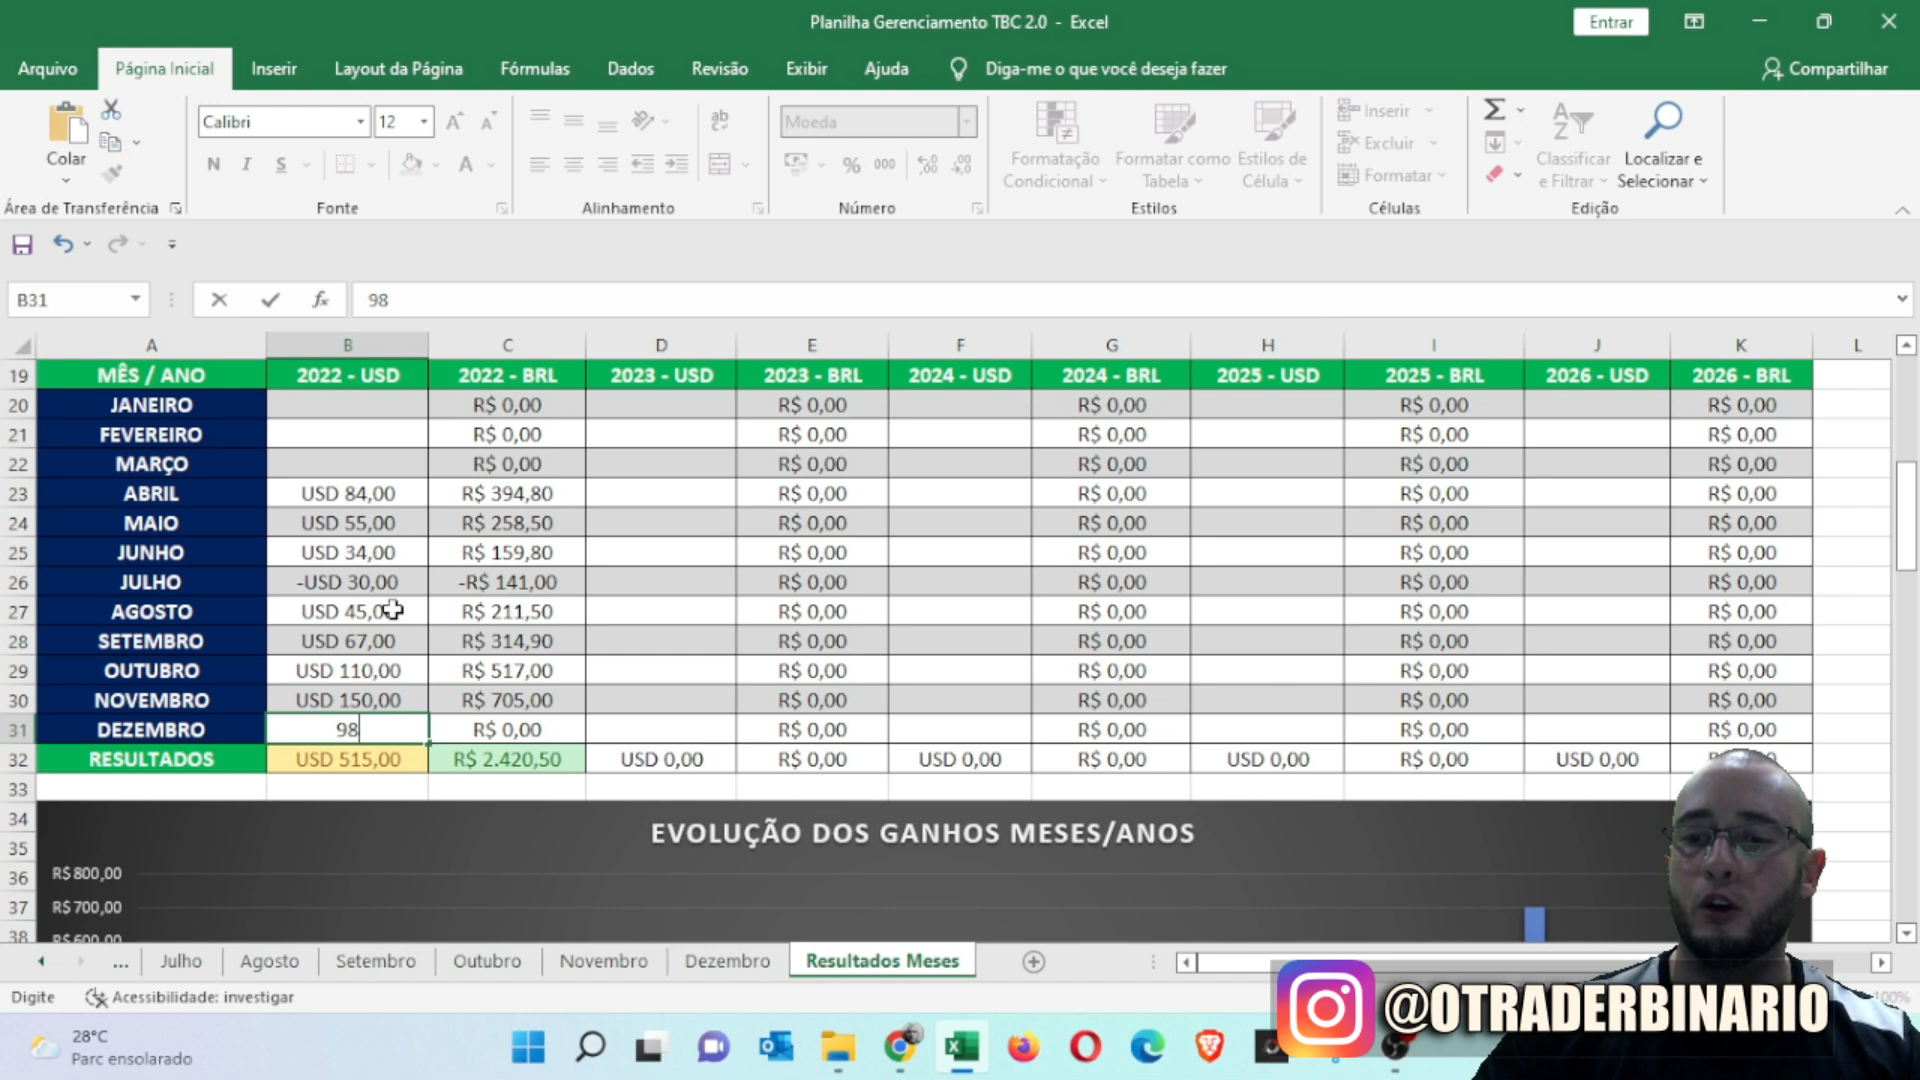 Planilha Gerenciamento TBC 2.0 - Excel
Entrar
Arquivo Página Inicial Inserir Layout da Página Fórmulas Dados Revisão Exibir Ajuda Diga-me o que você deseja fazer Compartilhar
Colar
Área de Transferência
Calibri 12
N I S A
Fonte
ab
Alinhamento
Moeda
% 000
Número
Formatação Condicional
Formatar como Tabela
Estilos de Célula
Estilos
Inserir
Excluir
Formatar
Células
Classificar e Filtrar
Localizar e Selecionar
Edição
B31 fx 98
A B C D E F G H I J K L
19 MÊS / ANO 2022 - USD 2022 - BRL 2023 - USD 2023 - BRL 2024 - USD 2024 - BRL 2025 - USD 2025 - BRL 2026 - USD 2026 - BRL
20 JANEIRO R$ 0,00 R$ 0,00 R$ 0,00 R$ 0,00 R$ 0,00
21 FEVEREIRO R$ 0,00 R$ 0,00 R$ 0,00 R$ 0,00 R$ 0,00
22 MARÇO R$ 0,00 R$ 0,00 R$ 0,00 R$ 0,00 R$ 0,00
23 ABRIL USD 84,00 R$ 394,80 R$ 0,00 R$ 0,00 R$ 0,00 R$ 0,00
24 MAIO USD 55,00 R$ 258,50 R$ 0,00 R$ 0,00 R$ 0,00 R$ 0,00
25 JUNHO USD 34,00 R$ 159,80 R$ 0,00 R$ 0,00 R$ 0,00 R$ 0,00
26 JULHO -USD 30,00 -R$ 141,00 R$ 0,00 R$ 0,00 R$ 0,00 R$ 0,00
27 AGOSTO USD 45,00 R$ 211,50 R$ 0,00 R$ 0,00 R$ 0,00 R$ 0,00
28 SETEMBRO USD 67,00 R$ 314,90 R$ 0,00 R$ 0,00 R$ 0,00 R$ 0,00
29 OUTUBRO USD 110,00 R$ 517,00 R$ 0,00 R$ 0,00 R$ 0,00 R$ 0,00
30 NOVEMBRO USD 150,00 R$ 705,00 R$ 0,00 R$ 0,00 R$ 0,00 R$ 0,00
31 DEZEMBRO 98 R$ 0,00 R$ 0,00 R$ 0,00 R$ 0,00 R$ 0,00
32 RESULTADOS USD 515,00 R$ 2.420,50 USD 0,00 R$ 0,00 USD 0,00 R$ 0,00 USD 0,00 R$ 0,00 USD 0,00
33
34 EVOLUÇÃO DOS GANHOS MESES/ANOS
35
36 R$800,00
37 R$700,00
38 R$600,00
... Julho Agosto Setembro Outubro Novembro Dezembro Resultados Meses
Digite Acessibilidade: investigar 100%
@OTRADERBINARIO
28°C
Parc ensolarado